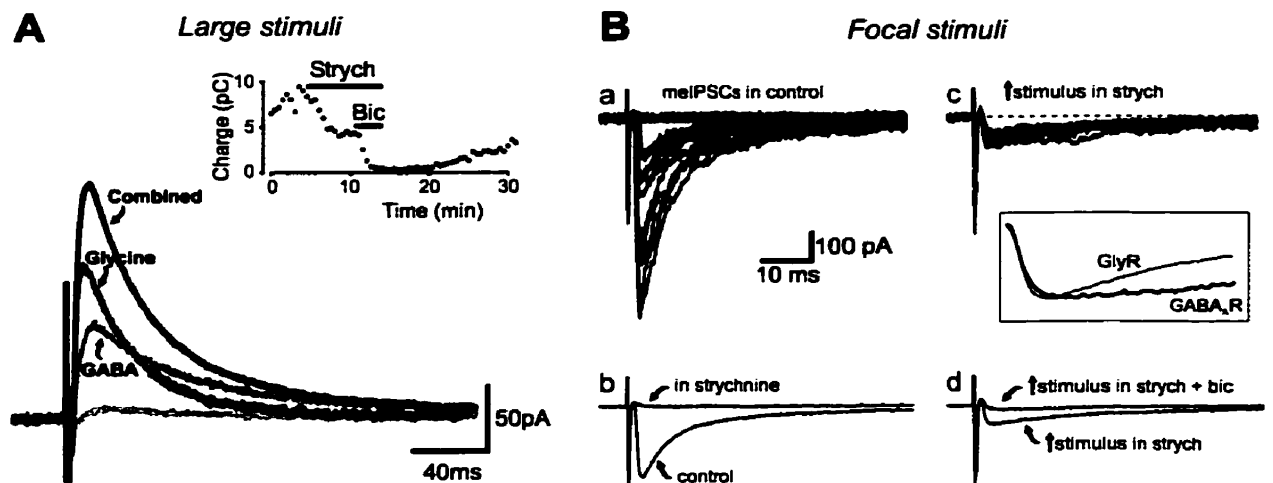 A
Large stimuli
Charge (pC)
10
5
0
Strych
Bic
0
10
20
30
Time (min)
Combined
Glycine
GABA
50pA
40ms
B
Focal stimuli
a
meIPSCs in control
100 pA
10 ms
b
in strychnine
control
c
↑stimulus in strych
GlyR
GABAAR
d
↑stimulus in strych + bic
↑stimulus in strych